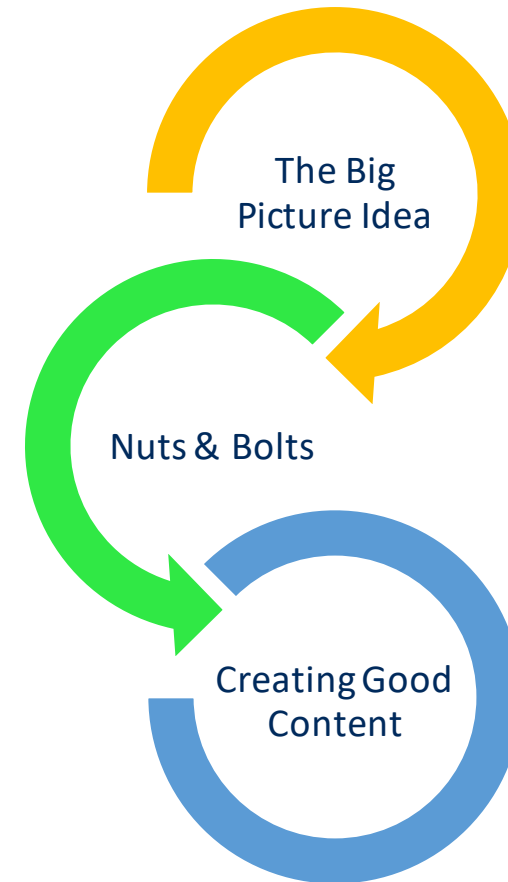 The Big
Picture Idea
Nuts & Bolts
Creating Good
Content